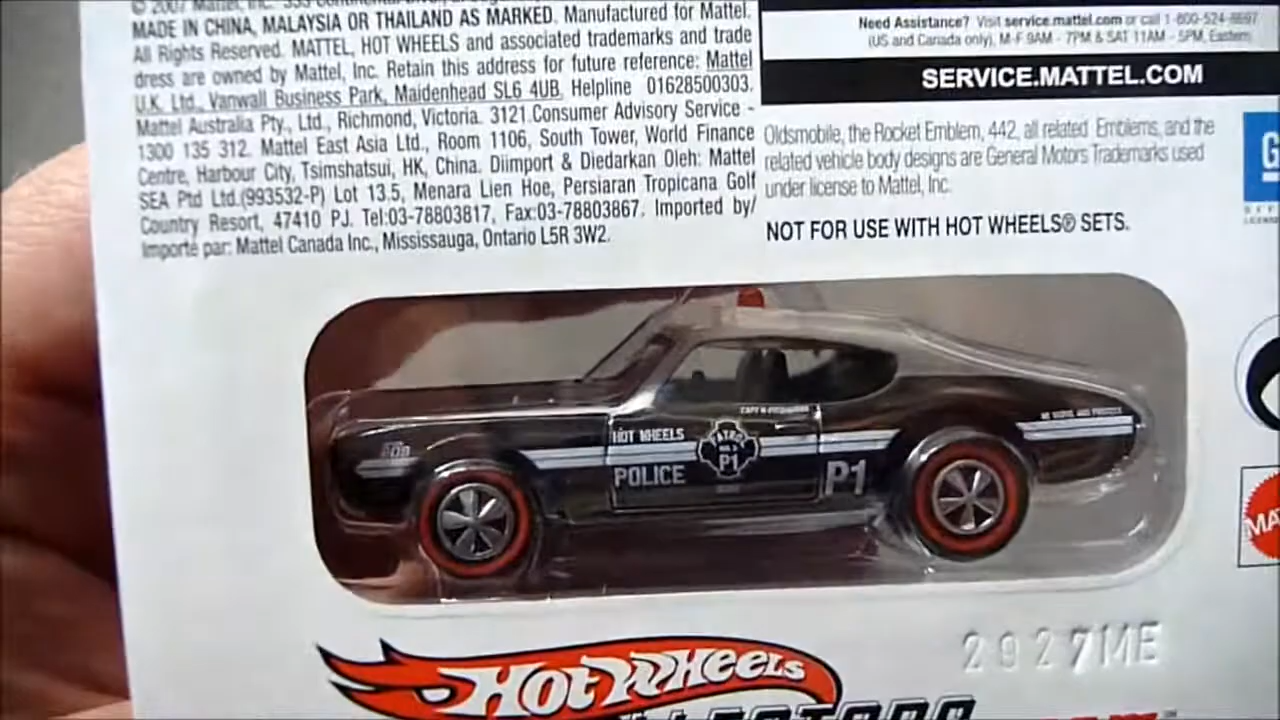 © 2007 Mattel, Inc. 333 Continental
MADE IN CHINA, MALAYSIA OR THAILAND AS MARKED. Manufactured for Mattel.
All Rights Reserved. MATTEL, HOT WHEELS and associated trademarks and trade
dress are owned by Mattel, Inc. Retain this address for future reference: Mattel
U.K. Ltd., Vanwall Business Park, Maidenhead SL6 4UB, Helpline 01628500303.
Mattel Australia Pty., Ltd., Richmond, Victoria. 3121.Consumer Advisory Service -
1300 135 312. Mattel East Asia Ltd., Room 1106, South Tower, World Finance
Centre, Harbour City, Tsimshatsui, HK, China. Diimport & Diedarkan Oleh: Mattel
SEA Ptd Ltd.(993532-P) Lot 13.5, Menara Lien Hoe, Persiaran Tropicana Golf
Country Resort, 47410 PJ. Tel:03-78803817, Fax:03-78803867. Imported by/
Importé par: Mattel Canada Inc., Mississauga, Ontario L5R 3W2.
Need Assistance? Visit service.mattel.com or call 1-800-524-8697
(US and Canada only), M-F 9AM - 7PM & SAT 11AM - 5PM, Eastern
SERVICE.MATTEL.COM
Oldsmobile, the Rocket Emblem, 442, all related Emblems, and the
related vehicle body designs are General Motors Trademarks used
under license to Mattel, Inc.
NOT FOR USE WITH HOT WHEELS® SETS.
HOT WHEELS
POLICE
PATROL
P1
P1
WE SERVE AND PROTECT
2927ME
Hot Wheels